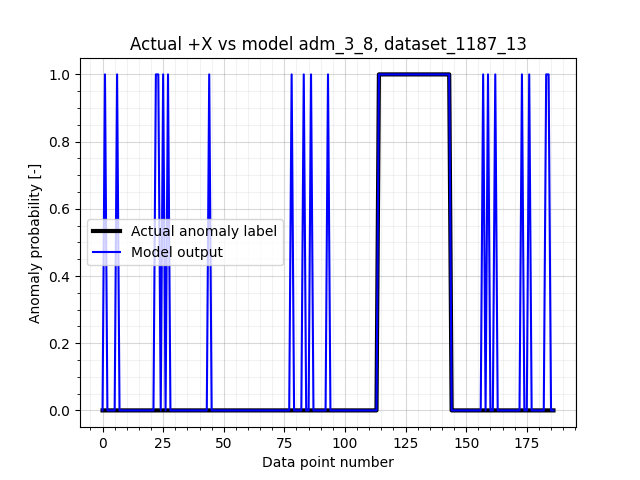 Actual +X vs model adm_3_8, dataset_1187_13
1.0
0.8
0.6
0.4
0.2
0.0
Anomaly probability [-]
Actual anomaly label
Model output
0 25 50 75 100 125 150 175
Data point number